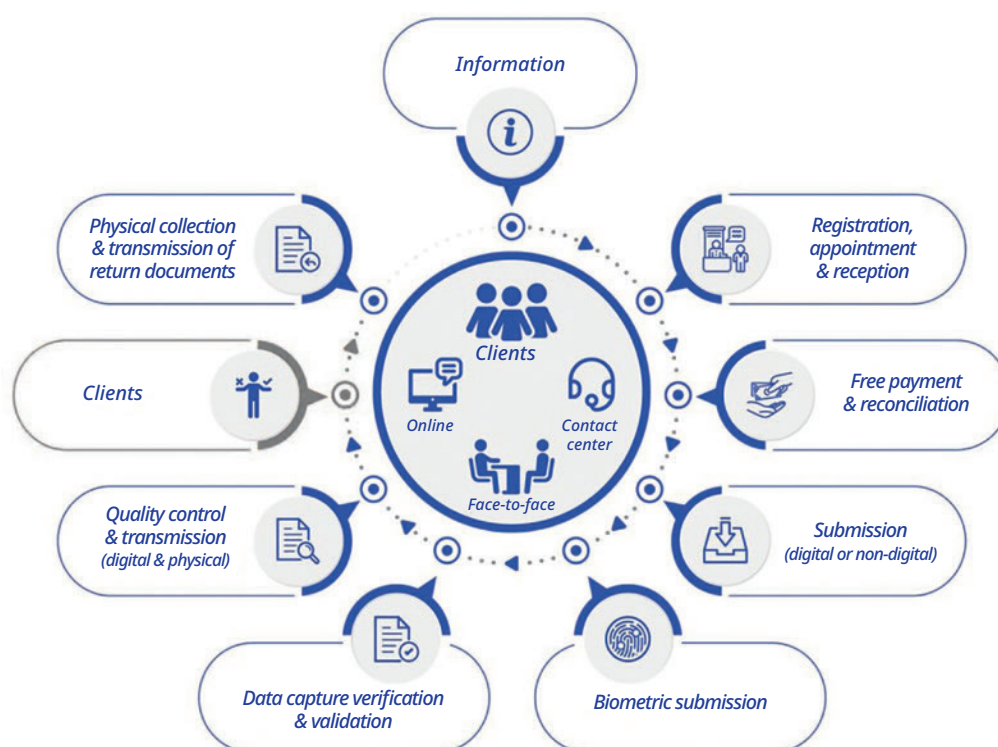 Information
Registration,
appointment
& reception
Free payment
& reconciliation
Submission
(digital or non-digital)
Biometric submission
Data capture verification
& validation
Quality control
& transmission
(digital & physical)
Clients
Physical collection
& transmission of
return documents
Clients
Online
Contact
center
Face-to-face